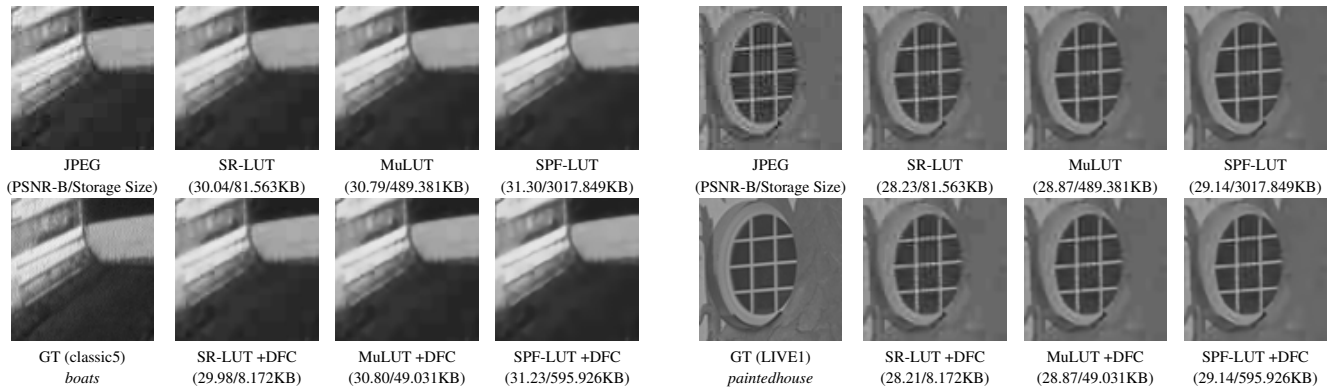 JPEG
(PSNR-B/Storage Size)
SR-LUT
(30.04/81.563KB)
MuLUT
(30.79/489.381KB)
SPF-LUT
(31.30/3017.849KB)
JPEG
(PSNR-B/Storage Size)
SR-LUT
(28.23/81.563KB)
MuLUT
(28.87/489.381KB)
SPF-LUT
(29.14/3017.849KB)
GT (classic5)
boats
SR-LUT +DFC
(29.98/8.172KB)
MuLUT +DFC
(30.80/49.031KB)
SPF-LUT +DFC
(31.23/595.926KB)
GT (LIVE1)
paintedhouse
SR-LUT +DFC
(28.21/8.172KB)
MuLUT +DFC
(28.87/49.031KB)
SPF-LUT +DFC
(29.14/595.926KB)